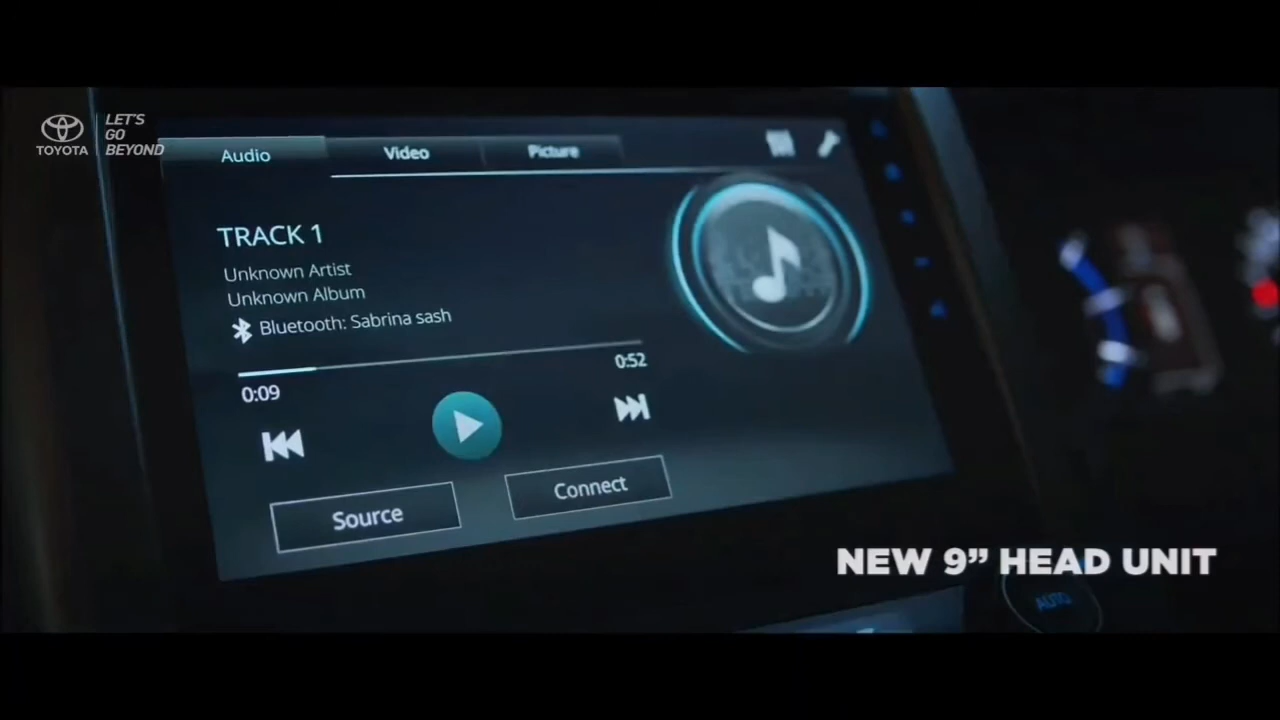 TOYOTA
LET'S
GO
BEYOND
Audio
Video
Picture
TRACK 1
Unknown Artist
Unknown Album
Bluetooth: Sabrina sash
0:09
0:52
Source
Connect
NEW 9” HEAD UNIT
AUTO